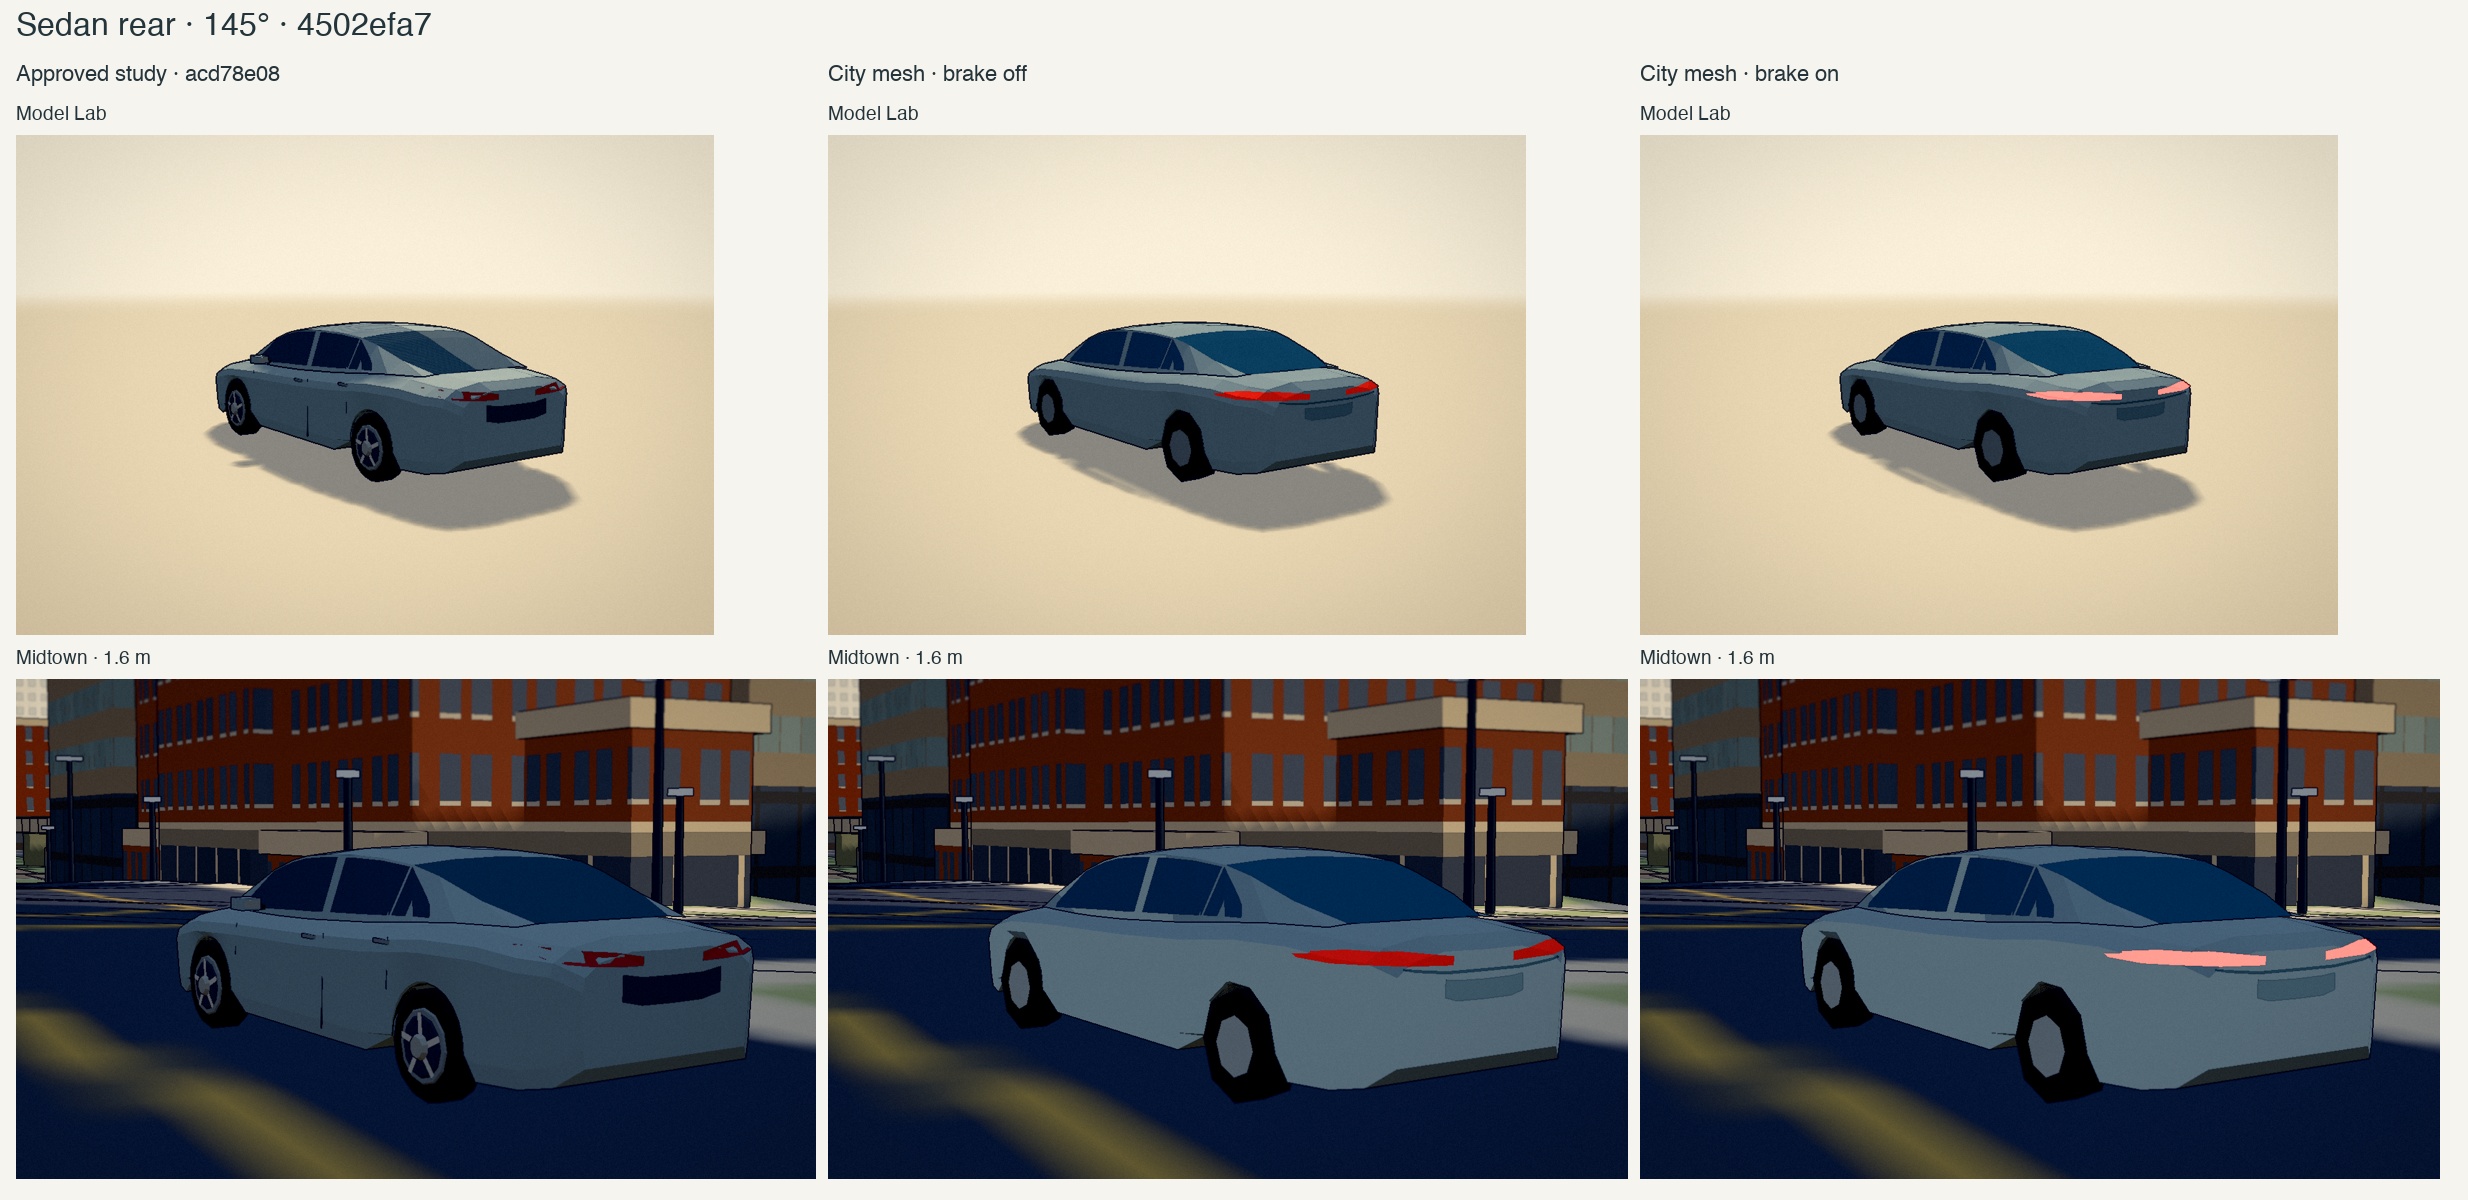 Sedan rear · 145° · 4502efa7
Approved study · acd78e08
City mesh · brake off
City mesh · brake on
Model Lab
Model Lab
Model Lab
Midtown · 1.6 m
Midtown · 1.6 m
Midtown · 1.6 m